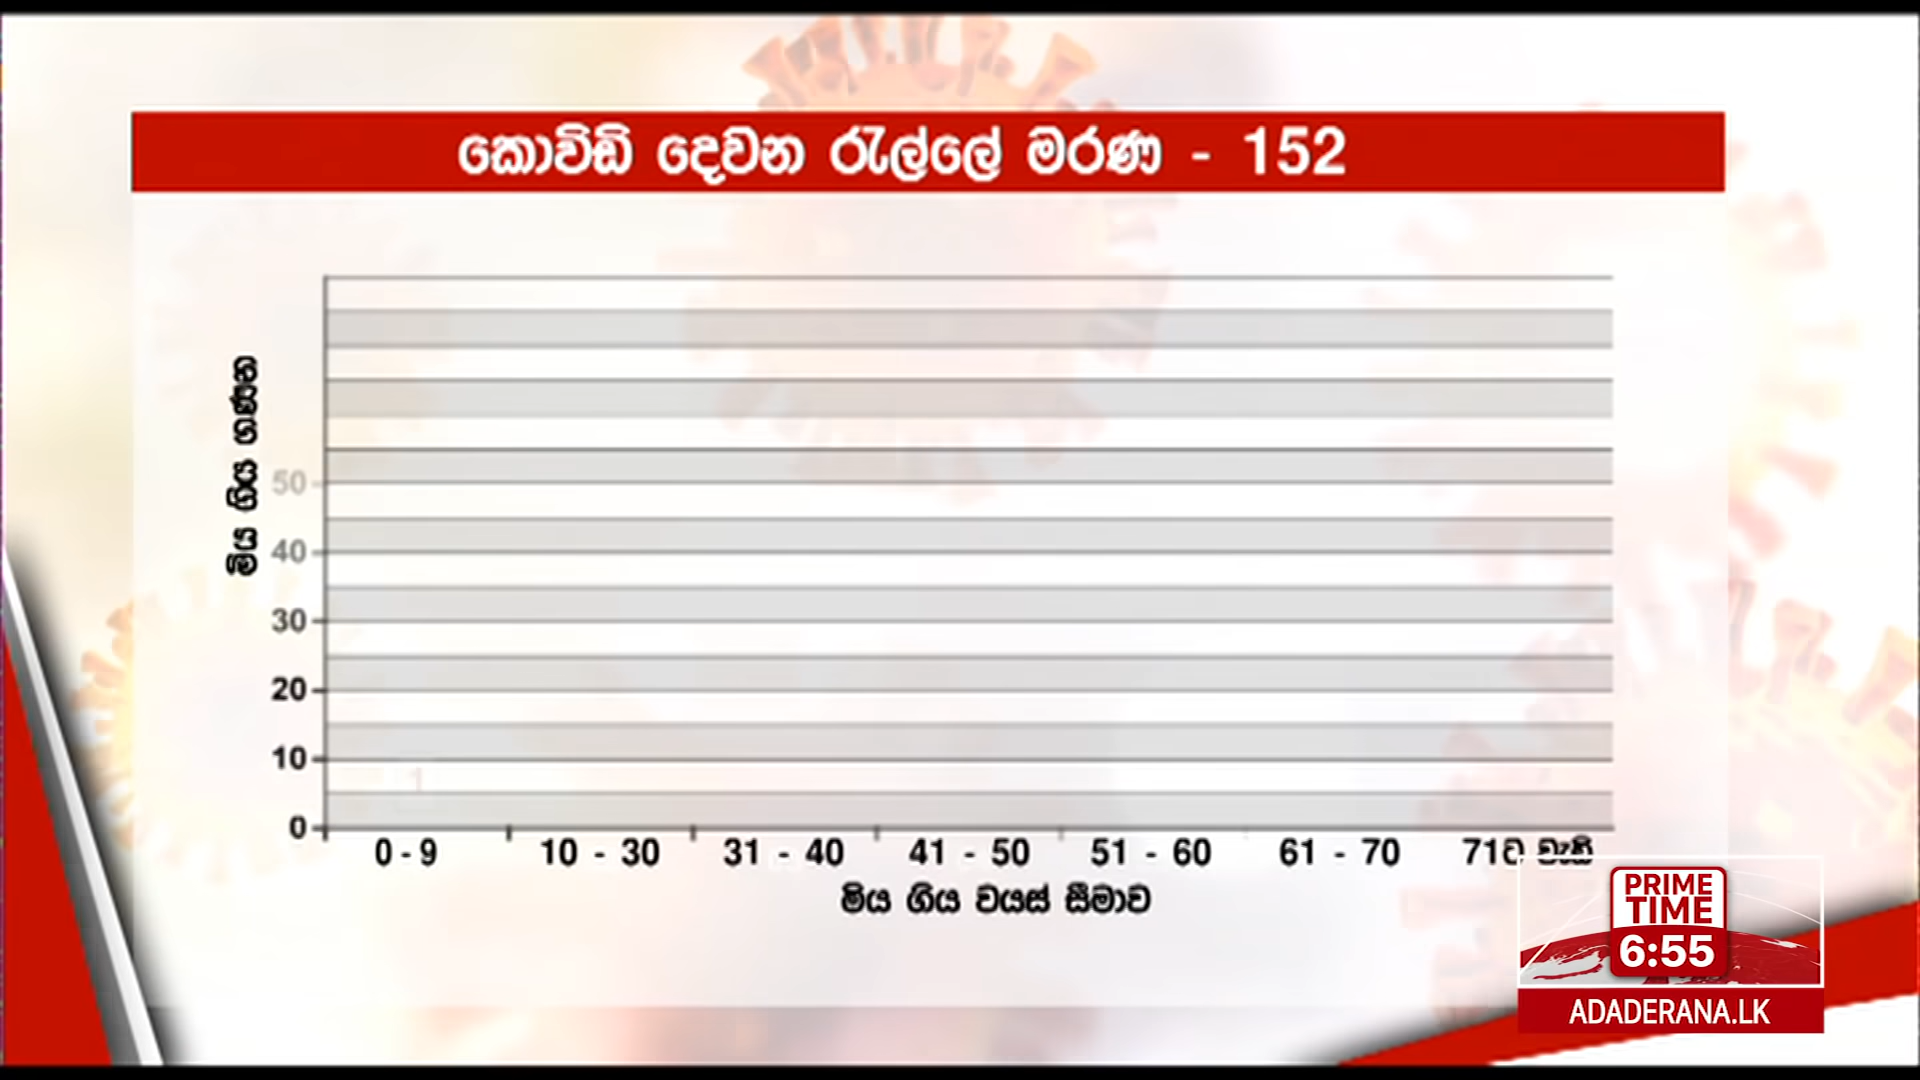 කොවිඩ් දෙවන රැල්ලේ මරණ - 152
මිය ගිය ගණන
50
40
30
20
10
0
0 - 9 10 - 30 31 - 40 41 - 50 51 - 60 61 - 70 71ට වැඩි
මිය ගිය වයස් සීමාව
PRIME
TIME
6:55
ADADERANA.LK